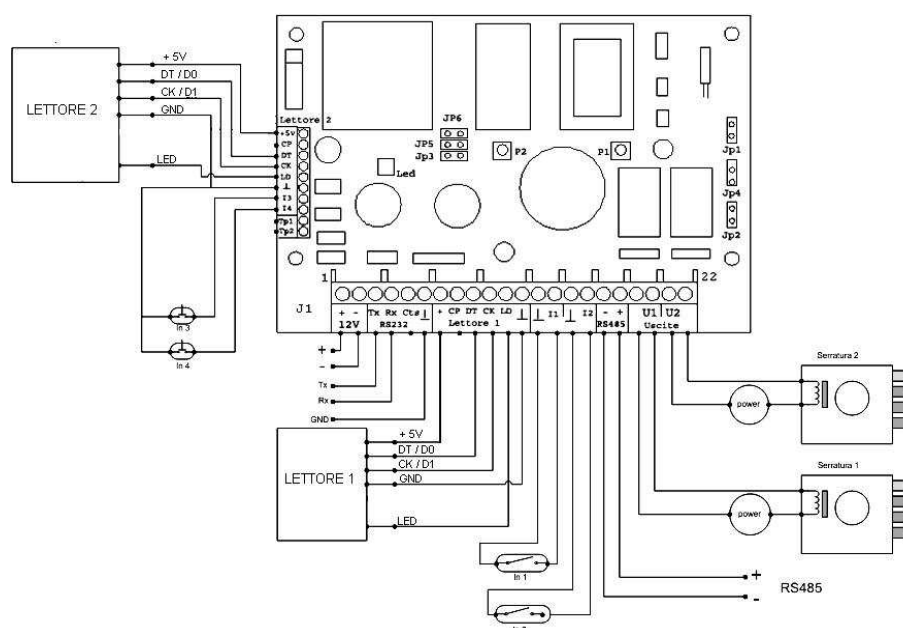 LETTORE 2
+ 5V
DT / D0
CK / D1
GND
LED
Lettore 2
+5v
CP
DT
CK
LD
⊥
I3
I4
Tp1
Tp2
JP6
JP5
Jp3
Led
P2
P1
Jp1
Jp4
Jp2
1
22
J1
+ - Tx Rx Cts ⊥ + CP DT CK LD ⊥ ⊥ I1 ⊥ I2 - + U1 U2
12V RS232 Lettore 1 RS485 Uscite
In 3
In 4
+
-
Tx
Rx
GND
LETTORE 1
+ 5V
DT / D0
CK / D1
GND
LED
In 1
Serratura 2
power
Serratura 1
power
+
-
RS485